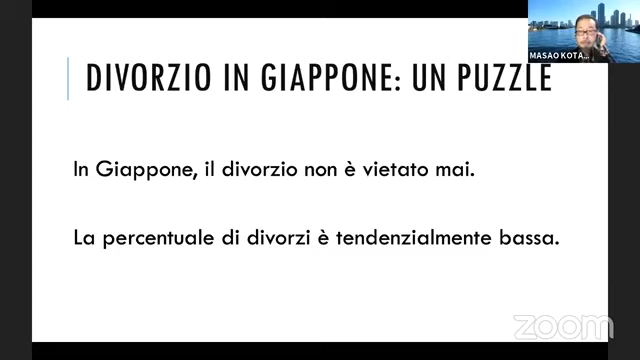 DIVORZIO IN GIAPPONE: UN PUZZLE
MASAO KOTA...
In Giappone, il divorzio non è vietato mai.
La percentuale di divorzi è tendenzialmente bassa.
zoom